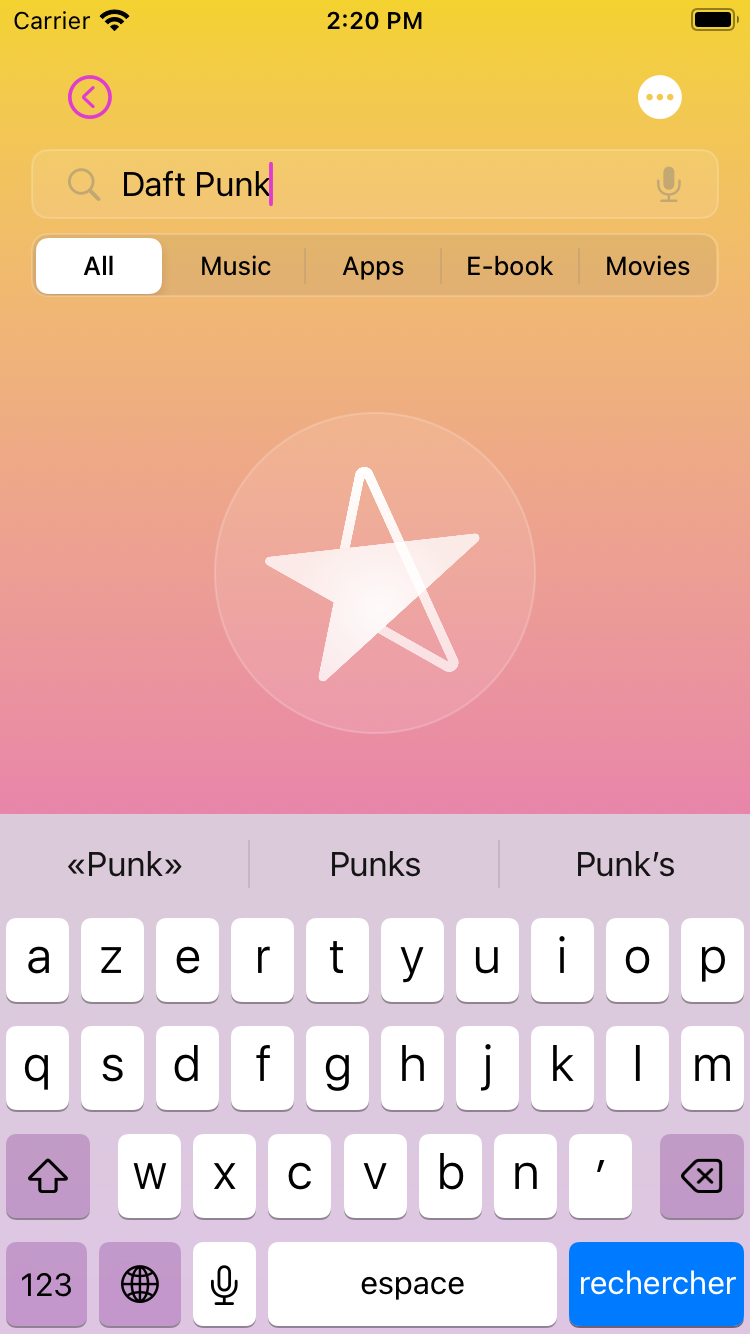 Carrier 2:20 PM
Daft Punk
All Music Apps E-book Movies
«Punk» Punks Punk's
a z e r t y u i o p
q s d f g h j k l m
w x c v b n ’
123 espace rechercher